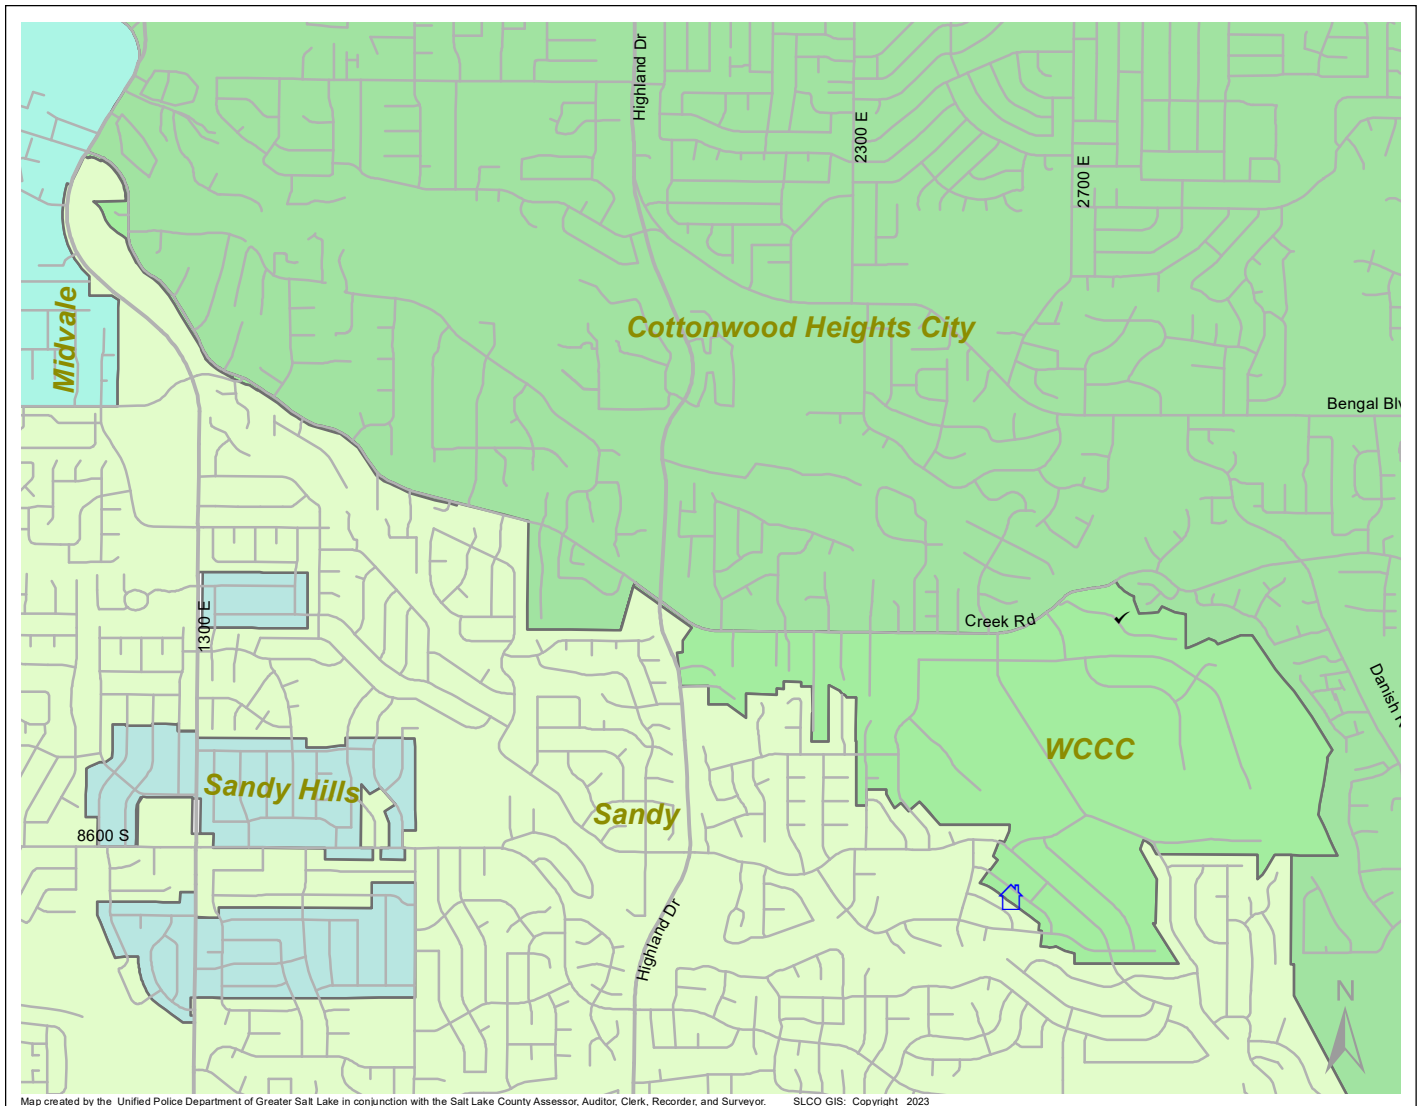 Highland Dr
2300 E
2700 E
Midvale
Cottonwood Heights City
Bengal Blv
1300 E
Creek Rd
Danish R
WCCC
Sandy Hills
Sandy
8600 S
Highland Dr
N
Map created by the Unified Police Department of Greater Salt Lake in conjunction with the Salt Lake County Assessor, Auditor, Clerk, Recorder, and Surveyor. SLCO GIS: Copyright 2023